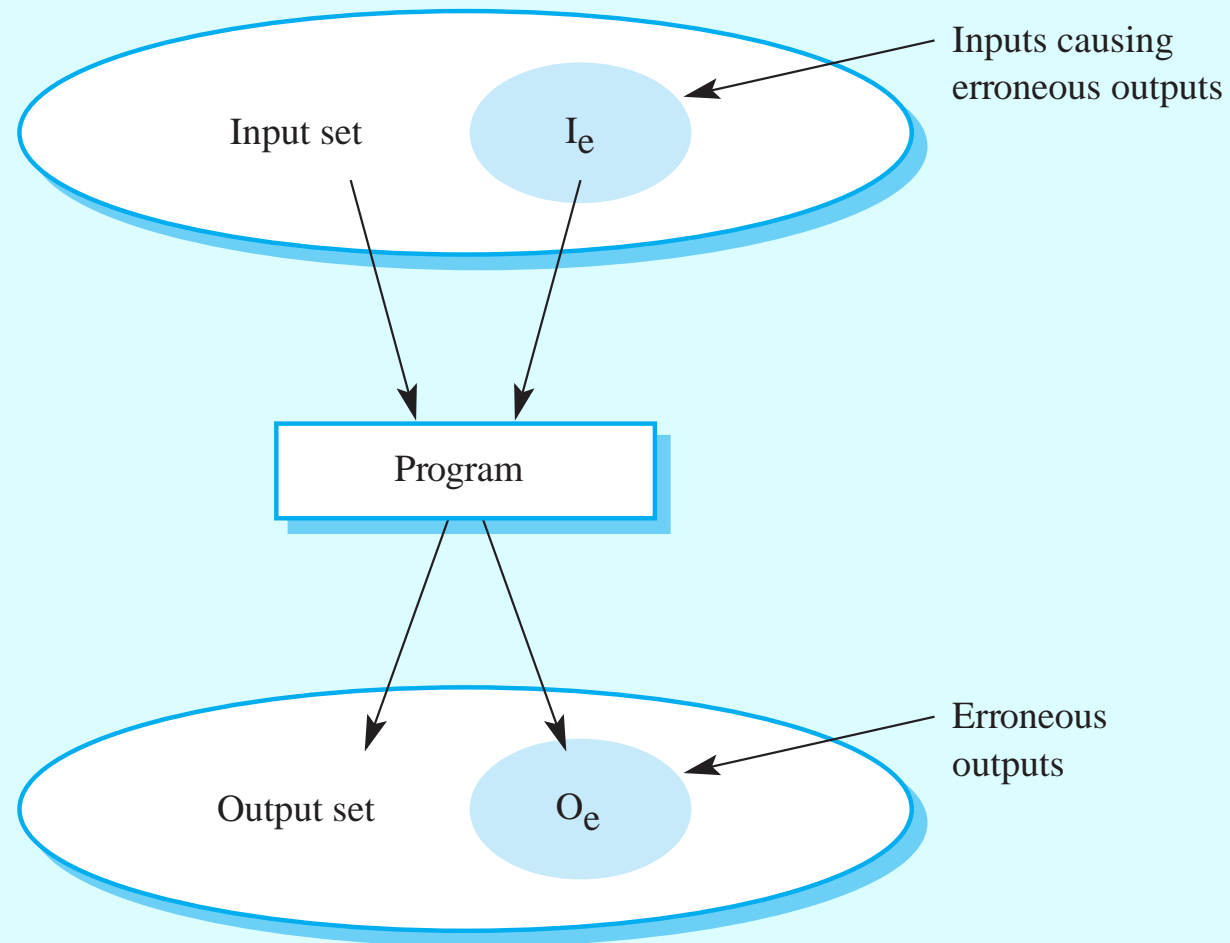 Inputs causing
erroneous outputs
Input set
Ie
Program
Erroneous
outputs
Output set
Oe